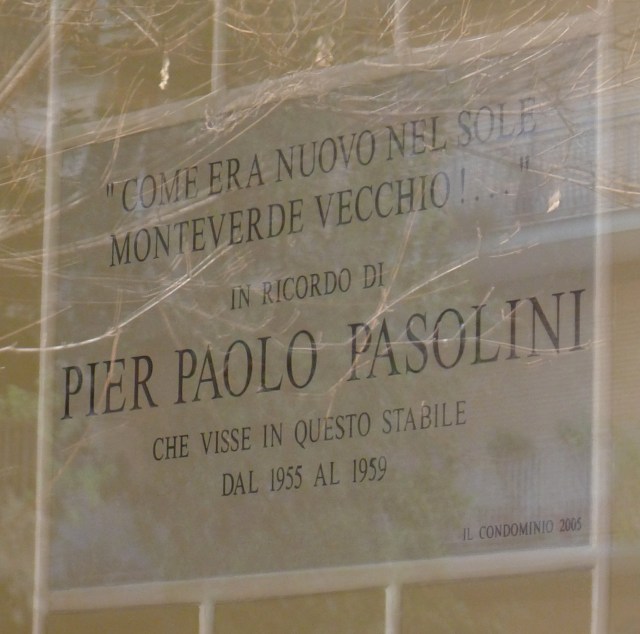 "COME ERA NUOVO NEL SOLE
MONTEVERDE VECCHIO!...."
IN RICORDO DI
PIER PAOLO PASOLINI
CHE VISSE IN QUESTO STABILE
DAL 1955 AL 1959
IL CONDOMINIO 2005